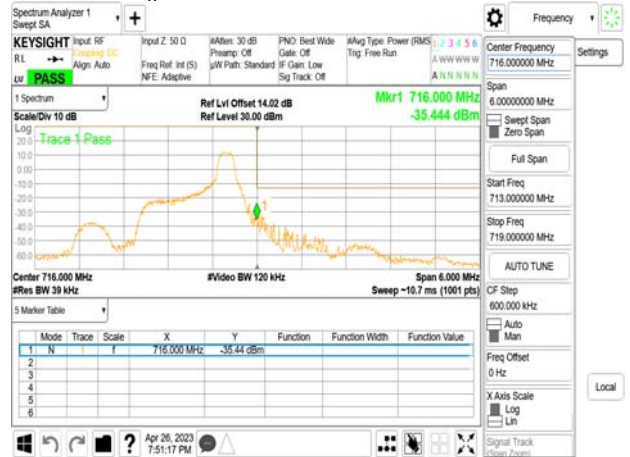 Spectrum Analyzer 1
Swept SA
Frequency
KEYSIGHT
Input: RF
Coupling: DC
Align: Auto
Input Z: 50 Ω
Freq Ref: Int (S)
NFE: Adaptive
#Atten: 30 dB
Preamp: Off
µW Path: Standard
PNO: Best Wide
Gate: Off
IF Gain: Low
Sig Track: Off
#Avg Type: Power (RMS
Trig: Free Run
1 2 3 4 5 6
A W W W W W
A N N N N N
RL
LW PASS
1 Spectrum
Scale/Div 10 dB
Ref Lvl Offset 14.02 dB
Ref Level 30.00 dBm
Mkr1 716.000 MHz
-35.444 dBm
Log
Trace 1 Pass
20.0
10.0
0.00
-10.0
-20.0
-30.0
-40.0
-50.0
-60.0
1
Center 716.000 MHz
#Video BW 120 kHz
Span 6.000 MHz
#Res BW 39 kHz
Sweep ~10.7 ms (1001 pts)
5 Marker Table
Mode Trace Scale X Y Function Function Width Function Value
1 N 1 f 716.000 MHz -35.44 dBm
2
3
4
5
6
Apr 26, 2023
7:51:17 PM
Center Frequency
716.000000 MHz
Settings
Span
6.00000000 MHz
Swept Span
Zero Span
Full Span
Start Freq
713.000000 MHz
Stop Freq
719.000000 MHz
AUTO TUNE
CF Step
600.000 kHz
Auto
Man
Freq Offset
0 Hz
X Axis Scale
Log
Lin
Local
Signal Track
(Span Zoom)